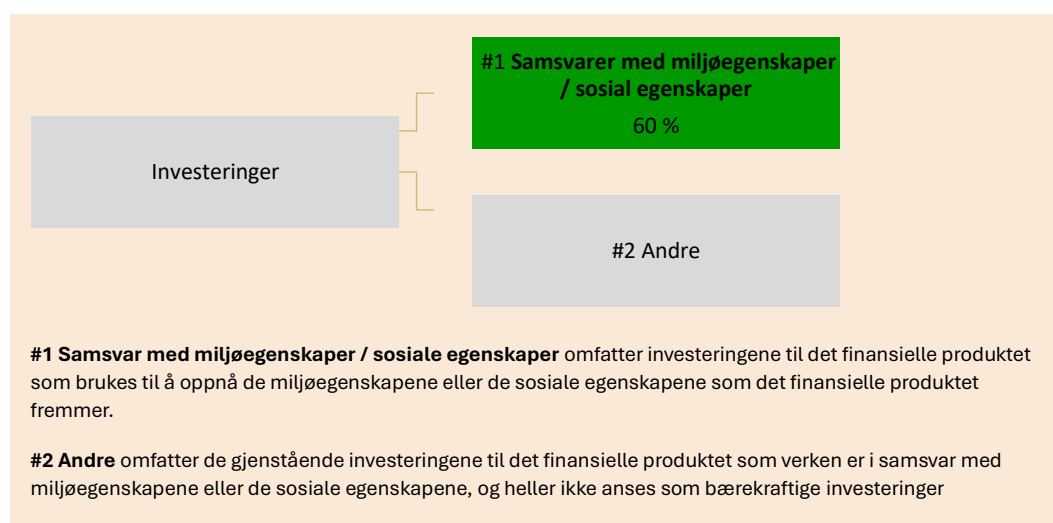 #1 Samsvarer med miljøegenskaper
/ sosial egenskaper
60 %
Investeringer
#2 Andre
#1 Samsvar med miljøegenskaper / sosiale egenskaper omfatter investeringene til det finansielle produktet
som brukes til å oppnå de miljøegenskapene eller de sosiale egenskapene som det finansielle produktet
fremmer.
#2 Andre omfatter de gjenstående investeringene til det finansielle produktet som verken er i samsvar med
miljøegenskapene eller de sosiale egenskapene, og heller ikke anses som bærekraftige investeringer